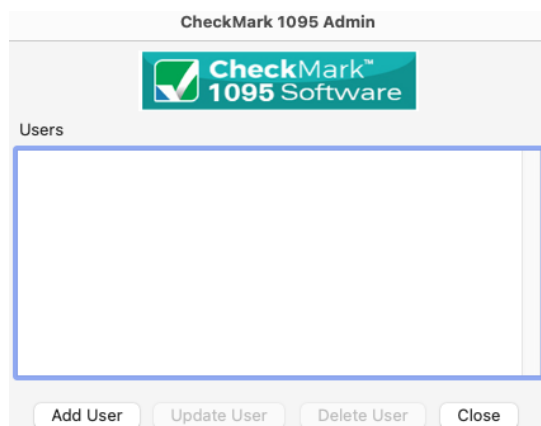 CheckMark 1095 Admin
CheckMark™
1095 Software
Users
Add User Update User Delete User Close